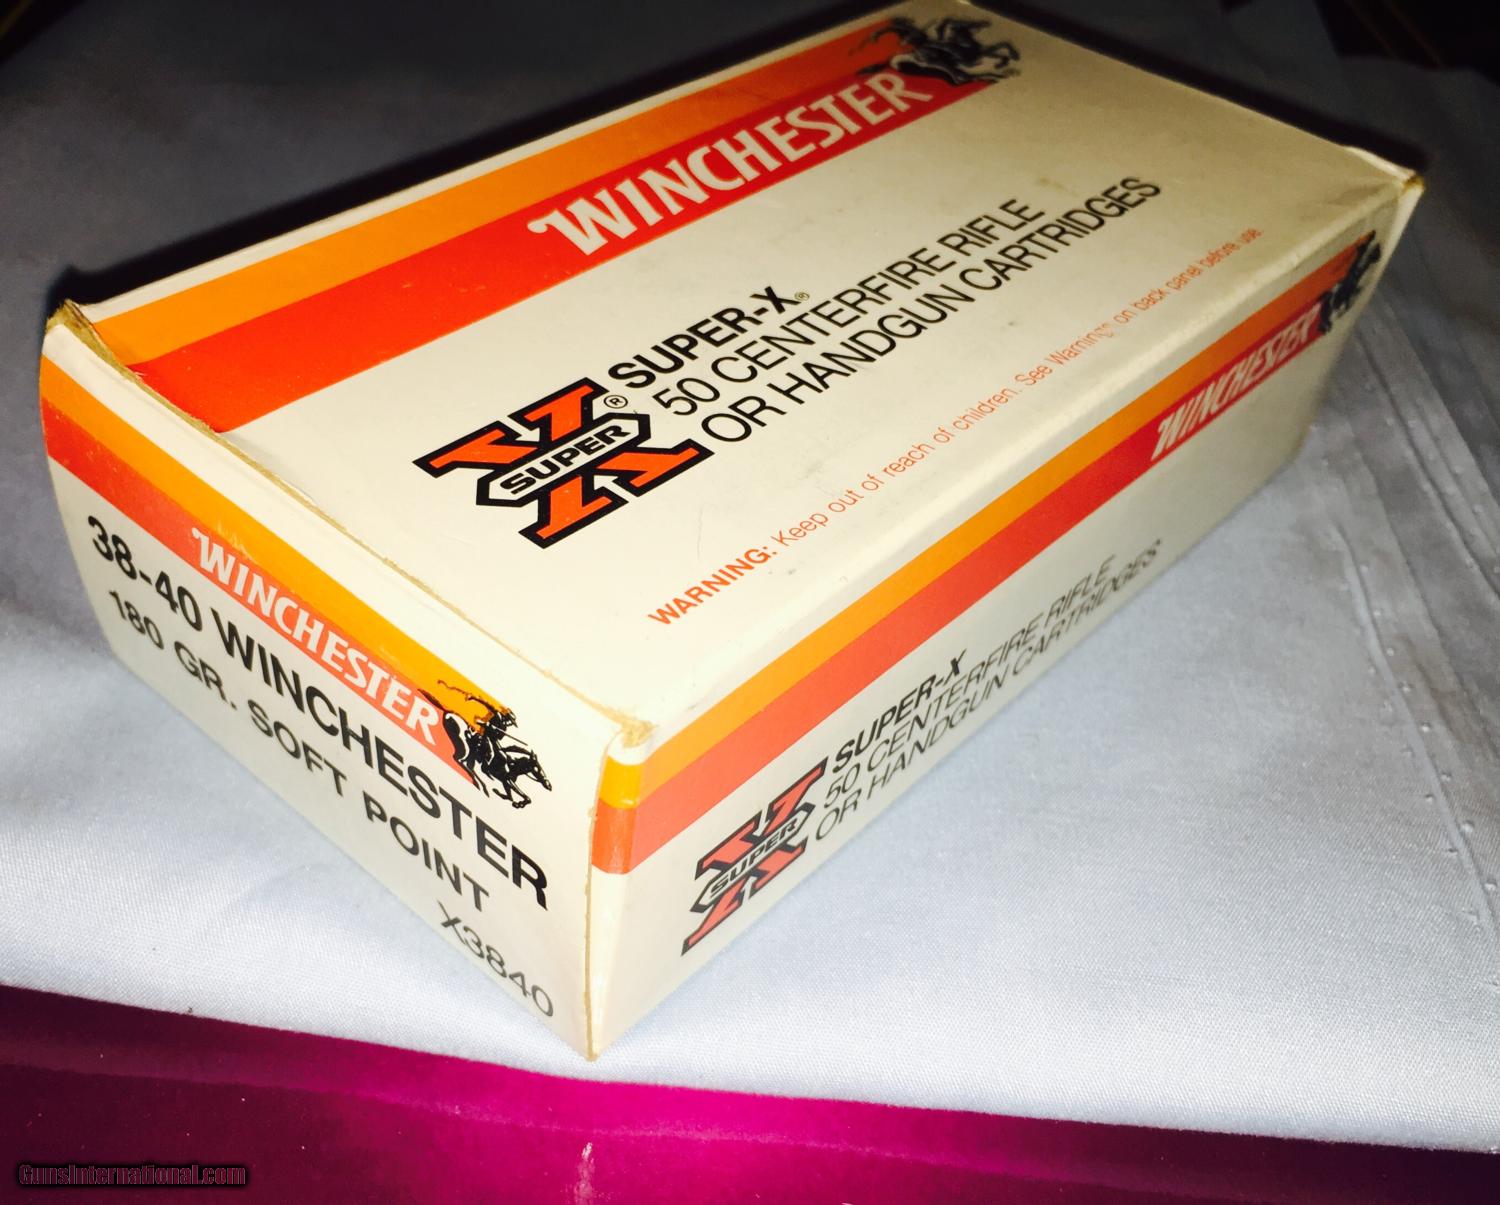 WINCHESTER
SUPER-X®
50 CENTERFIRE RIFLE
OR HANDGUN CARTRIDGES
X SUPER ®
WARNING: Keep out of reach of children. See Warnings on back panel before use.
WINCHESTER
38-40 WINCHESTER
180 GR. SOFT POINT
X3840
WINCHESTER
SUPER-X
50 CENTERFIRE RIFLE
OR HANDGUN CARTRIDGES
X SUPER
GunsInternational.com